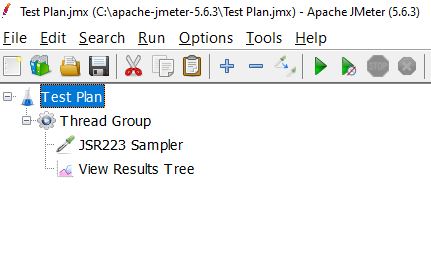 Test Plan.jmx (C:\apache-jmeter-5.6.3\Test Plan.jmx) - Apache JMeter (5.6.3)
File Edit Search Run Options Tools Help
STOP
Test Plan
Thread Group
JSR223 Sampler
View Results Tree